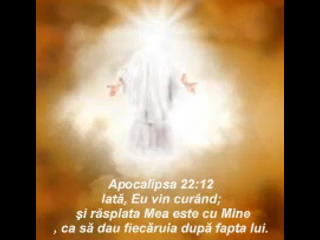 Apocalipsa 22:12
Iată, Eu vin curând;
şi răsplata Mea este cu Mine
, ca să dau fiecăruia după fapta lui.